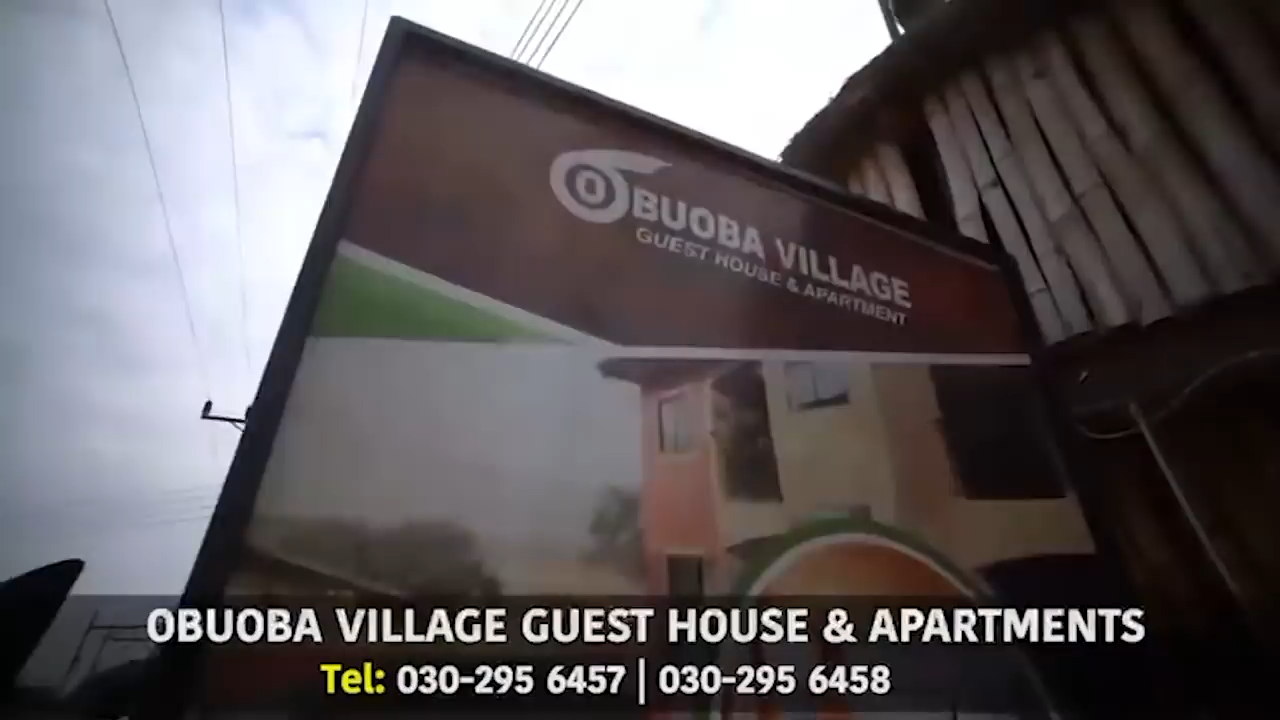 OBUOBA VILLAGE
GUEST HOUSE & APARTMENT
OBUOBA VILLAGE GUEST HOUSE & APARTMENTS
Tel: 030-295 6457 | 030-295 6458